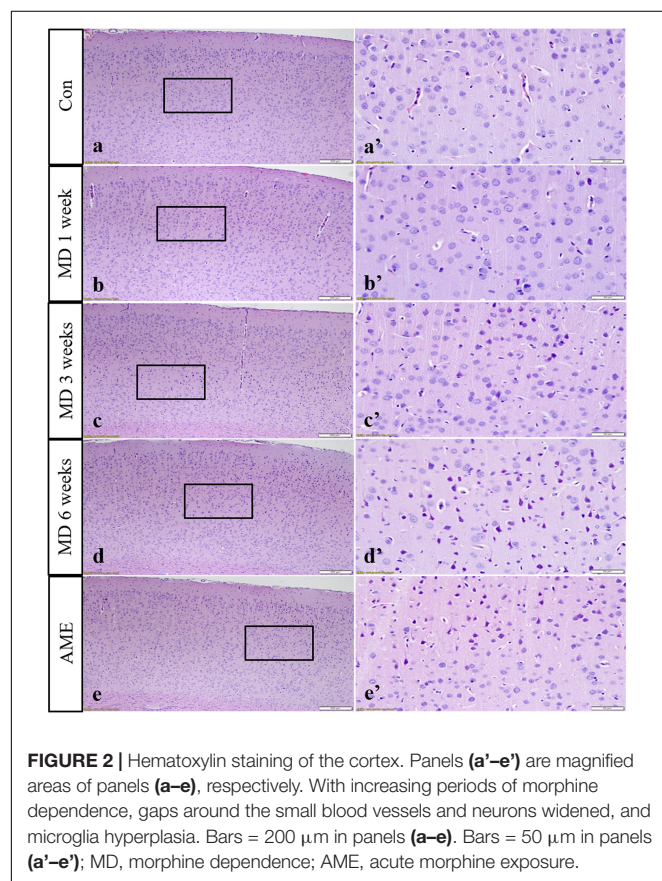 Con
a
a'
MD 1 week
b
b'
MD 3 weeks
c
c'
MD 6 weeks
d
d'
AME
e
e'
FIGURE 2 | Hematoxylin staining of the cortex. Panels (a'–e') are magnified
areas of panels (a–e), respectively. With increasing periods of morphine
dependence, gaps around the small blood vessels and neurons widened, and
microglia hyperplasia. Bars = 200 μm in panels (a–e). Bars = 50 μm in panels
(a'–e'); MD, morphine dependence; AME, acute morphine exposure.